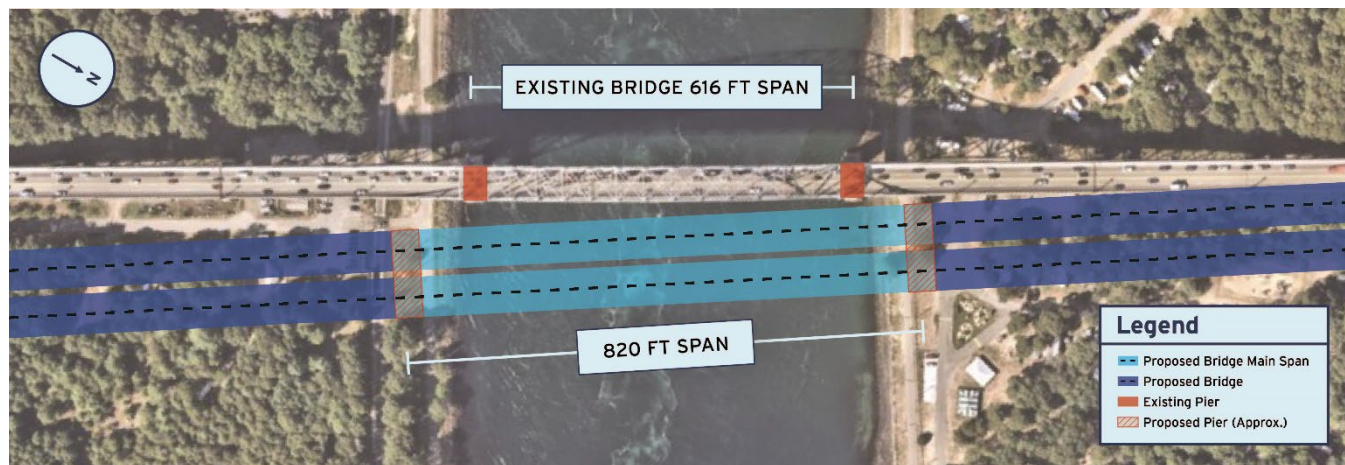 N
EXISTING BRIDGE 616 FT SPAN
820 FT SPAN
Legend
Proposed Bridge Main Span
Proposed Bridge
Existing Pier
Proposed Pier (Approx.)